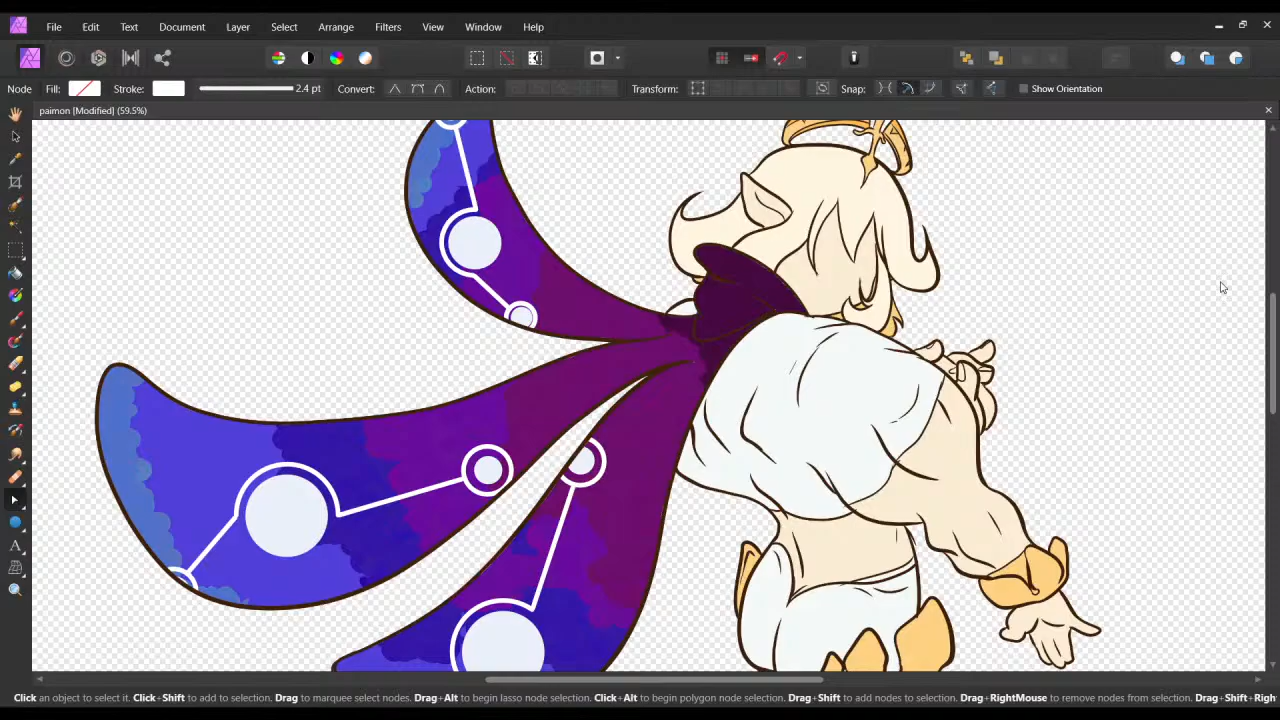 File Edit Text Document Layer Select Arrange Filters View Window Help
Node Fill: Stroke: 2.4 pt Convert: Action: Transform: Snap: Show Orientation
paimon [Modified] (59.5%)
Click an object to select it. Click+Shift to add to selection. Drag to marquee select nodes. Drag+Alt to begin lasso node selection. Click+Alt to begin polygon node selection. Drag+Shift to add nodes to selection. Drag+RightMouse to remove nodes from selection. Drag+Shift+Righ